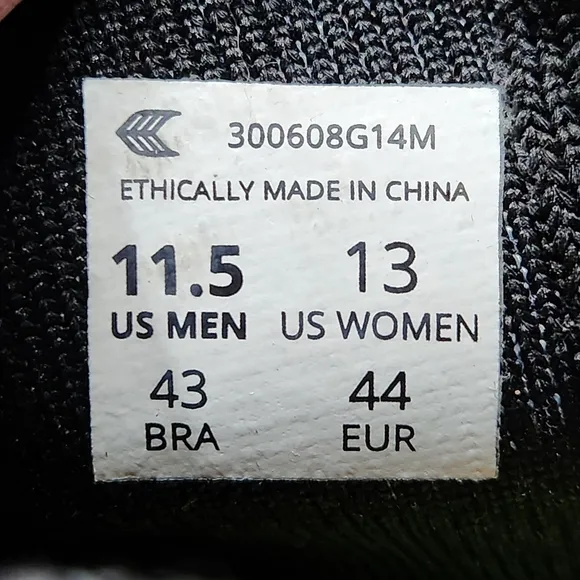 300608G14M
ETHICALLY MADE IN CHINA
11.5 13
US MEN US WOMEN
43 44
BRA EUR